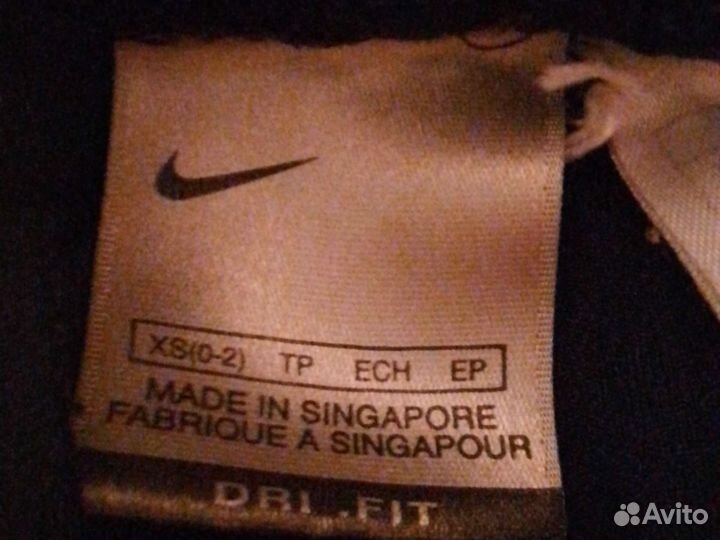 XS(0-2) TP ECH EP
MADE IN SINGAPORE
FABRIQUE A SINGAPOUR
DRI.FIT
Avito